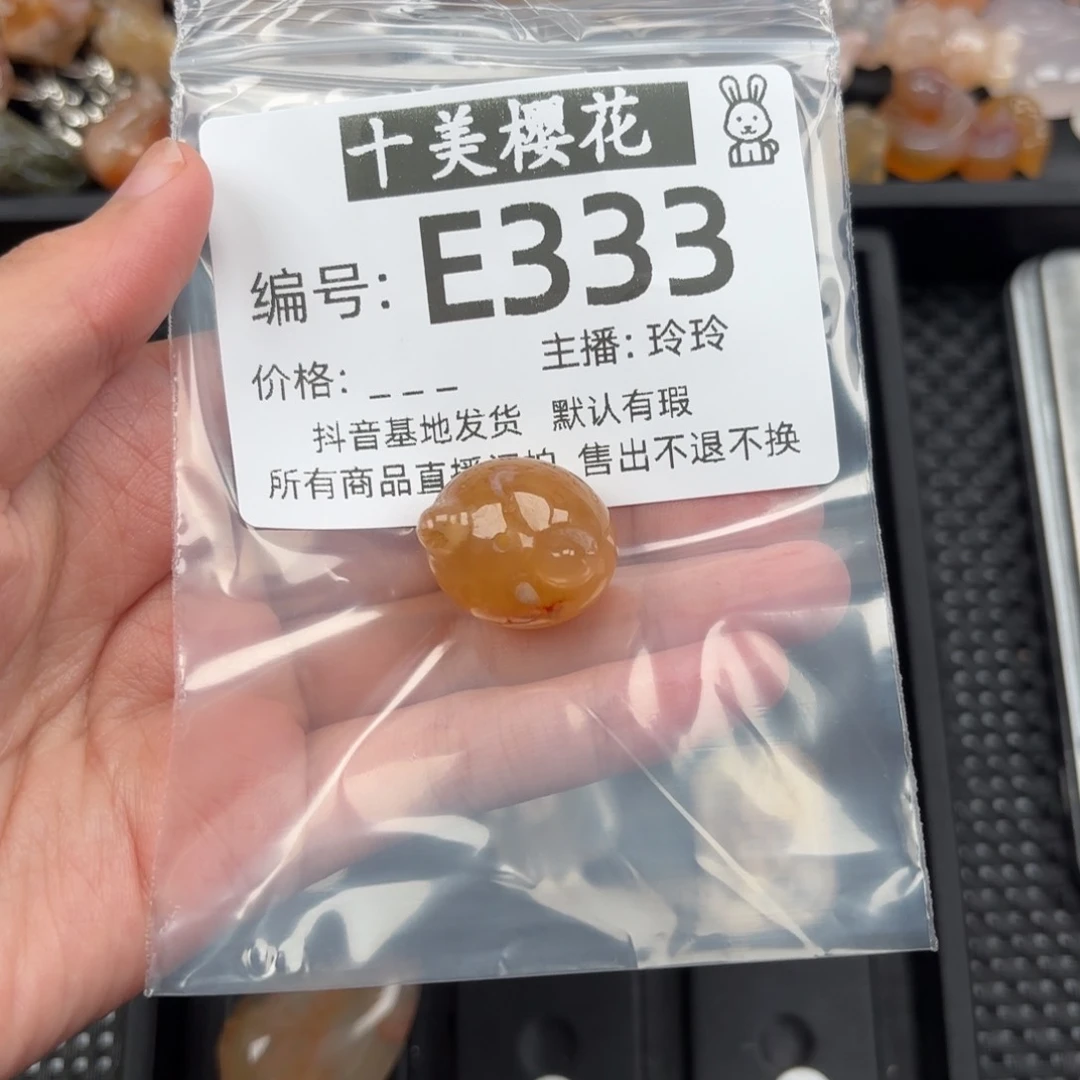 十美樱花
编号: E333
价格: _ _ _ 主播: 玲玲
抖音基地发货 默认有瑕
所有商品直播 售出不退不换